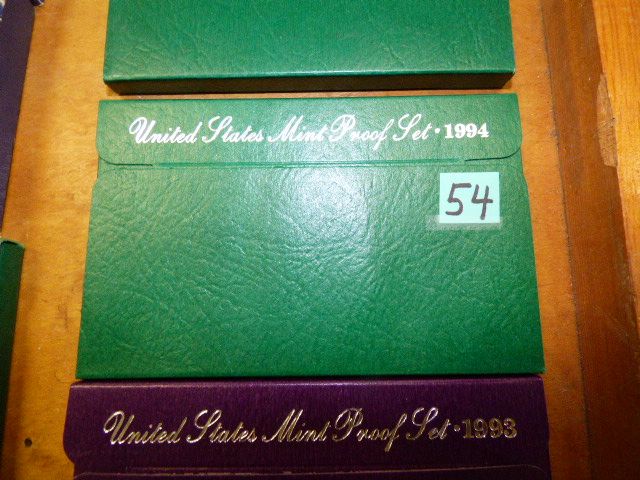 United States Mint Proof Set · 1994
54
United States Mint Proof Set · 1993